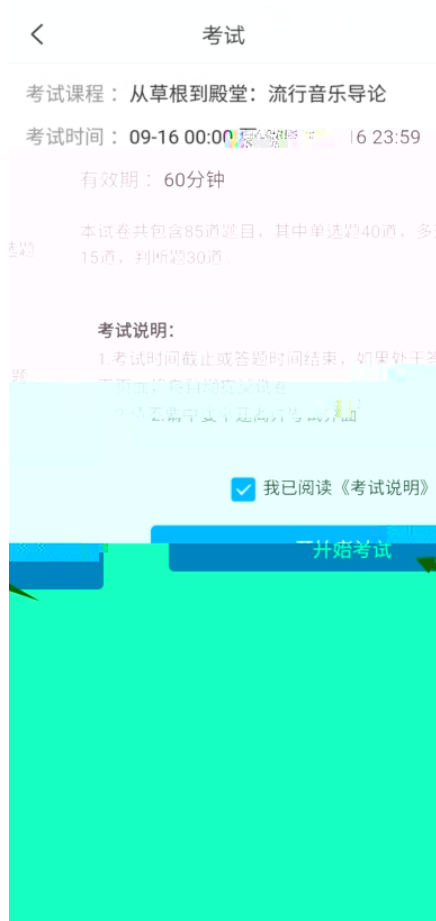 考试
考试课程：从草根到殿堂：流行音乐导论
考试时间：09-16 00:00 16 23:59
有效期：60分钟
本试卷共包含85道题目，其中单选题40道，多
选题
15道，判断题30道.
考试说明：
1.考试时间截止或答题时间结束，如果处于答
题
我已阅读《考试说明》
开始考试